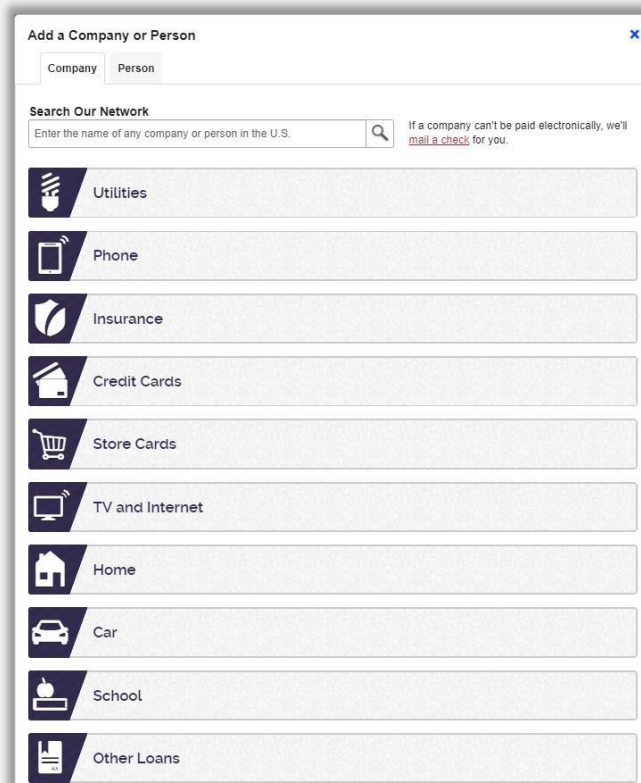 Add a Company or Person
Company Person
Search Our Network
Enter the name of any company or person in the U.S.
If a company can't be paid electronically, we'll
mail a check for you.
Utilities
Phone
Insurance
Credit Cards
Store Cards
TV and Internet
Home
Car
School
Other Loans